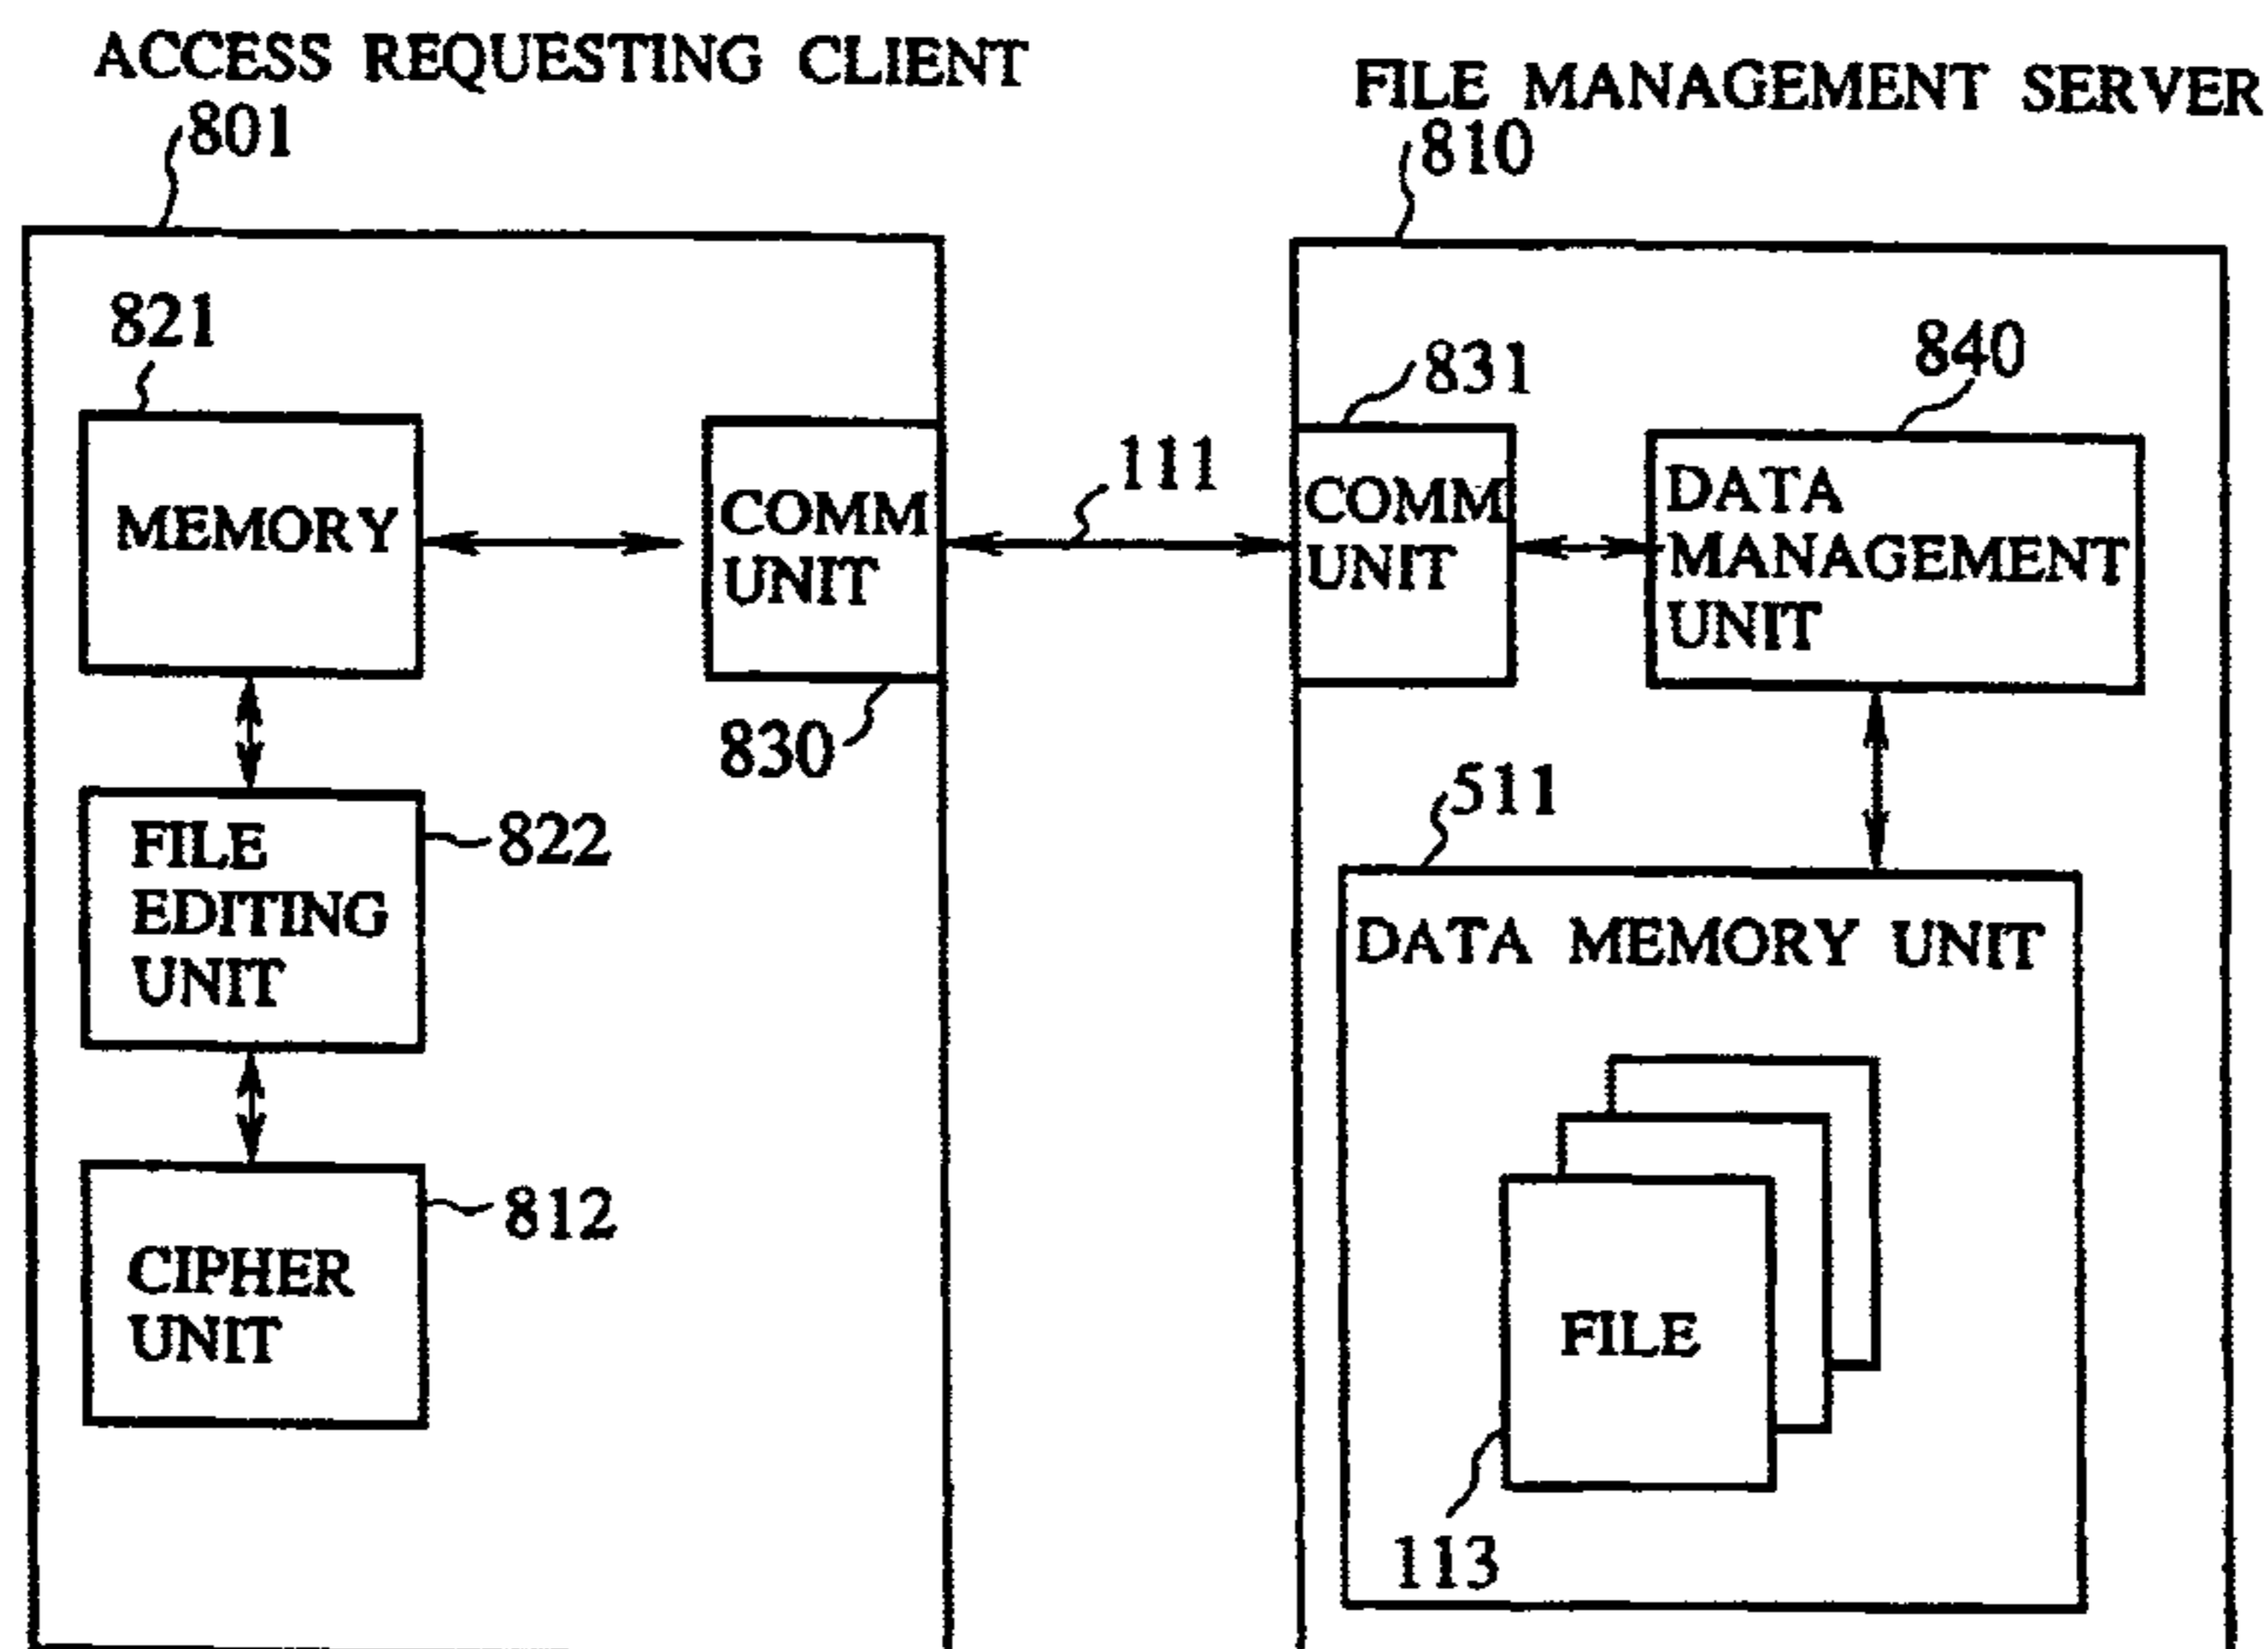 ACCESS REQUESTING CLIENT
801
FILE MANAGEMENT SERVER
810
821
MEMORY
COMM
UNIT
830
111
831
COMM
UNIT
840
DATA
MANAGEMENT
UNIT
FILE
EDITING
UNIT
822
CIPHER
UNIT
812
511
DATA MEMORY UNIT
FILE
113